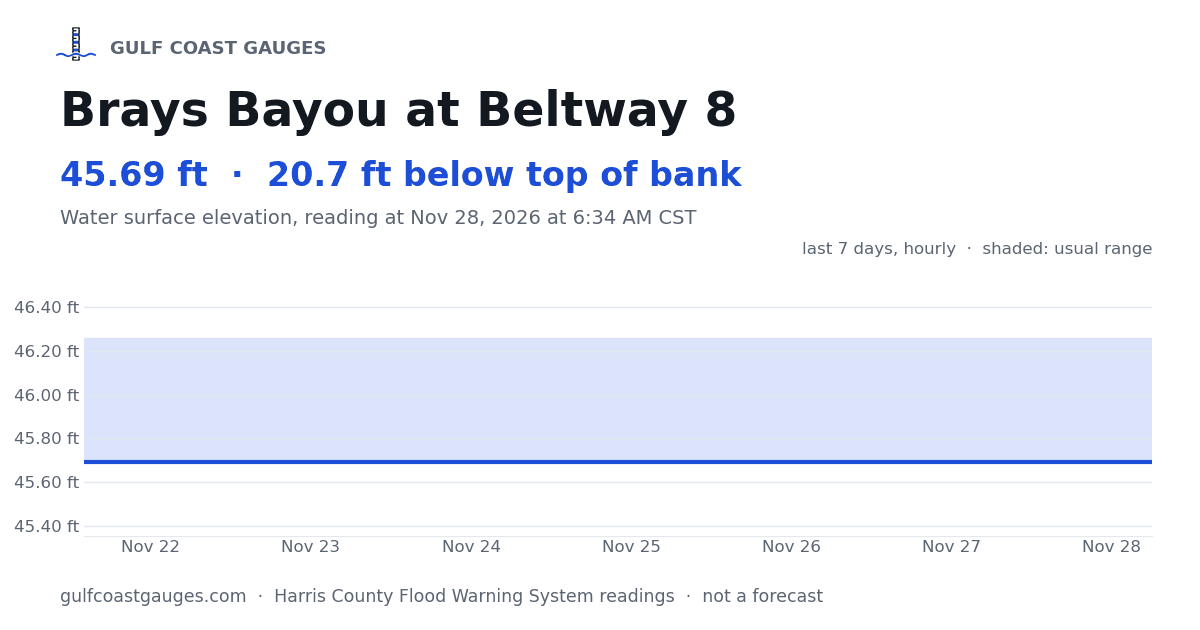 GULF COAST GAUGES
Brays Bayou at Beltway 8
45.69 ft · 20.7 ft below top of bank
Water surface elevation, reading at Nov 28, 2026 at 6:34 AM CST
last 7 days, hourly · shaded: usual range
46.40 ft
46.20 ft
46.00 ft
45.80 ft
45.60 ft
45.40 ft
Nov 22 Nov 23 Nov 24 Nov 25 Nov 26 Nov 27 Nov 28
gulfcoastgauges.com · Harris County Flood Warning System readings · not a forecast